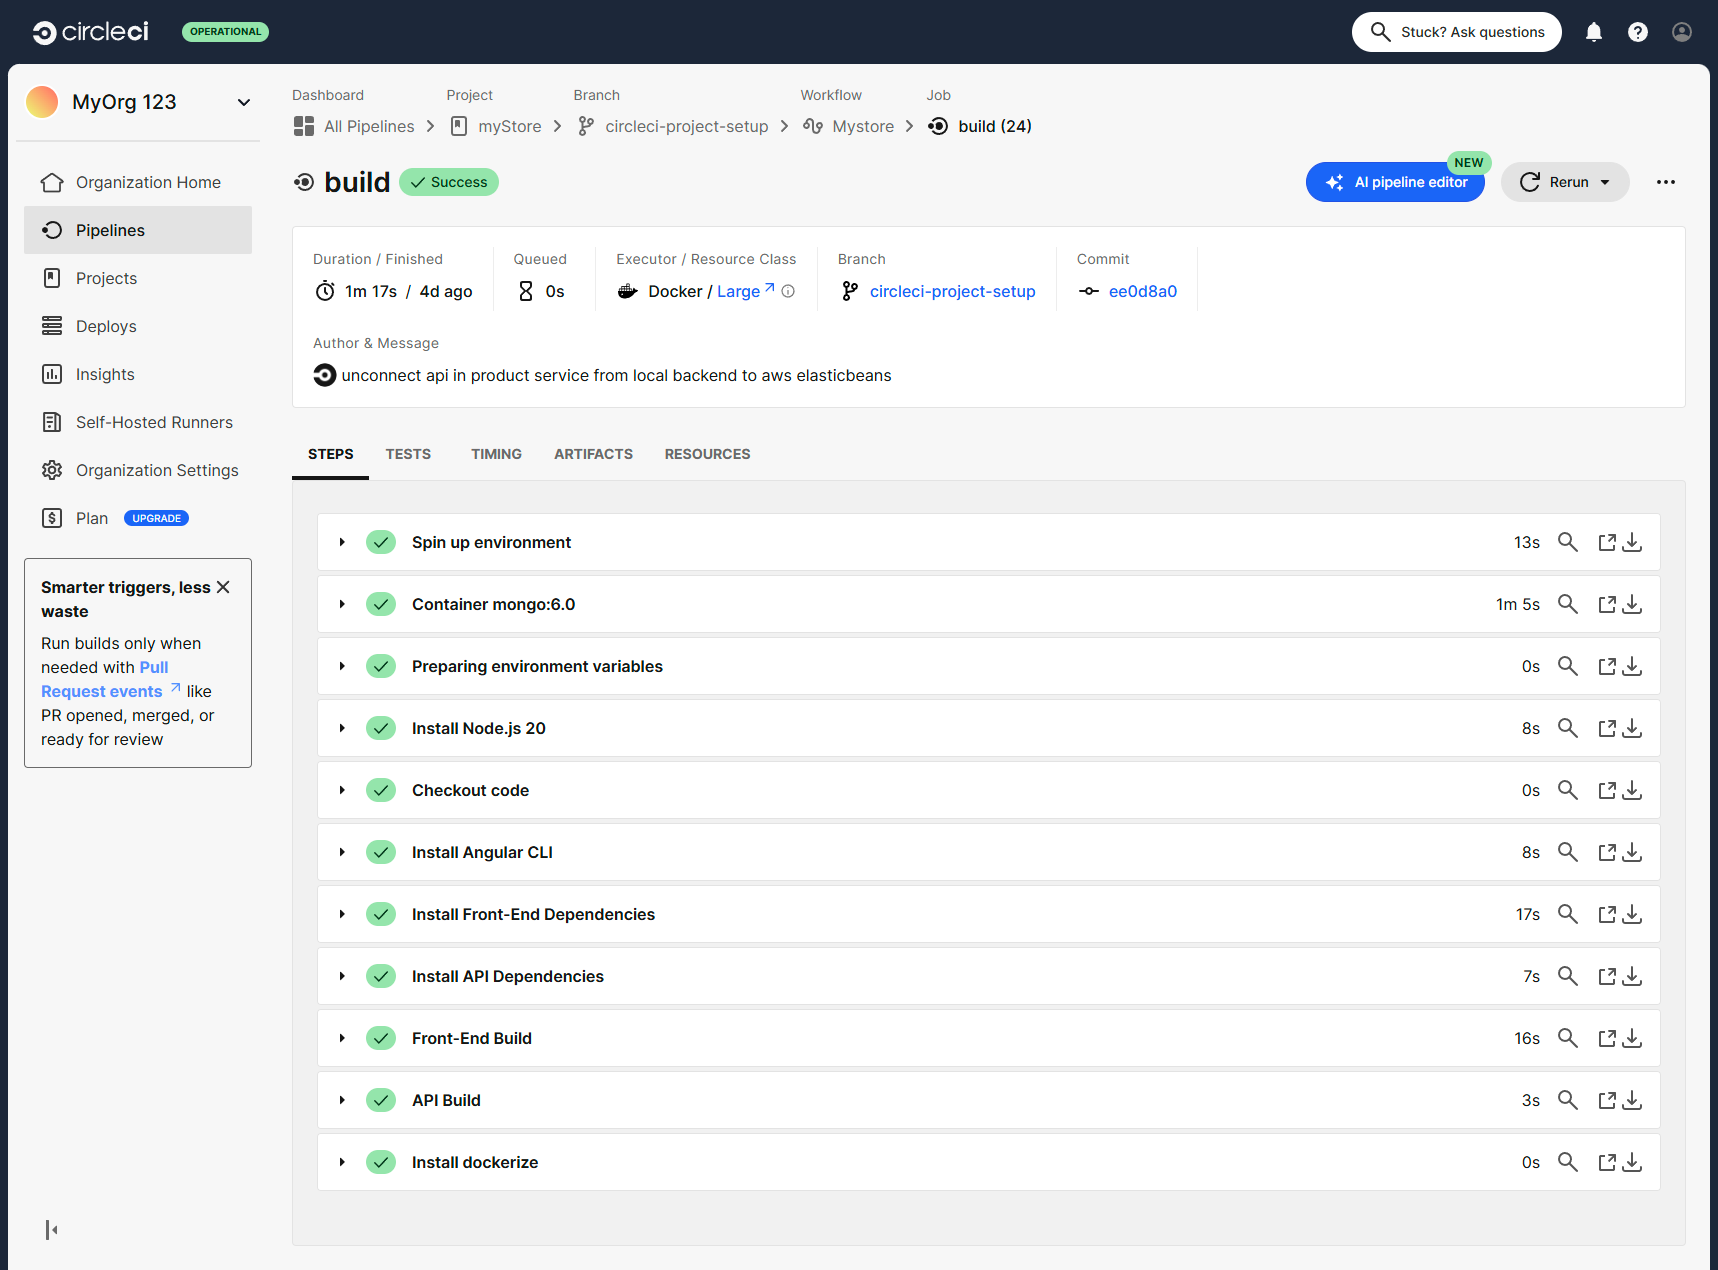 circleci
OPERATIONAL
Stuck? Ask questions
MyOrg 123
Organization Home
Pipelines
Projects
Deploys
Insights
Self-Hosted Runners
Organization Settings
Plan UPGRADE
Smarter triggers, less
waste
Run builds only when
needed with Pull
Request events like
PR opened, merged, or
ready for review
Dashboard Project Branch Workflow Job
All Pipelines myStore circleci-project-setup Mystore build (24)
build Success
NEW
AI pipeline editor Rerun
Duration / Finished Queued Executor / Resource Class Branch Commit
1m 17s / 4d ago 0s Docker / Large circleci-project-setup ee0d8a0
Author & Message
unconnect api in product service from local backend to aws elasticbeans
STEPS TESTS TIMING ARTIFACTS RESOURCES
Spin up environment 13s
Container mongo:6.0 1m 5s
Preparing environment variables 0s
Install Node.js 20 8s
Checkout code 0s
Install Angular CLI 8s
Install Front-End Dependencies 17s
Install API Dependencies 7s
Front-End Build 16s
API Build 3s
Install dockerize 0s